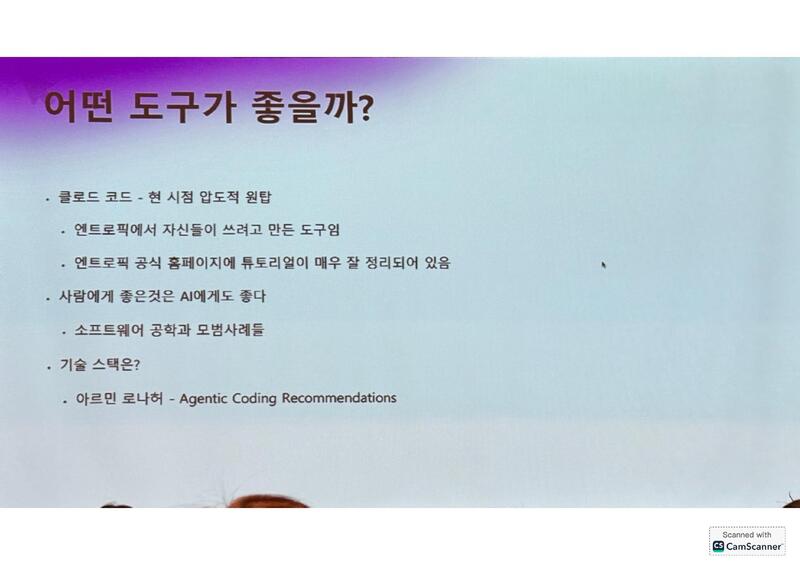 어떤 도구가 좋을까?
• 클로드 코드 - 현 시점 압도적 원탑
• 엔트로픽에서 자신들이 쓰려고 만든 도구임
• 엔트로픽 공식 홈페이지에 튜토리얼이 매우 잘 정리되어 있음
• 사람에게 좋은것은 AI에게도 좋다
• 소프트웨어 공학과 모범사례들
• 기술 스택은?
• 아르민 로나허 - Agentic Coding Recommendations
Scanned with
CS CamScanner